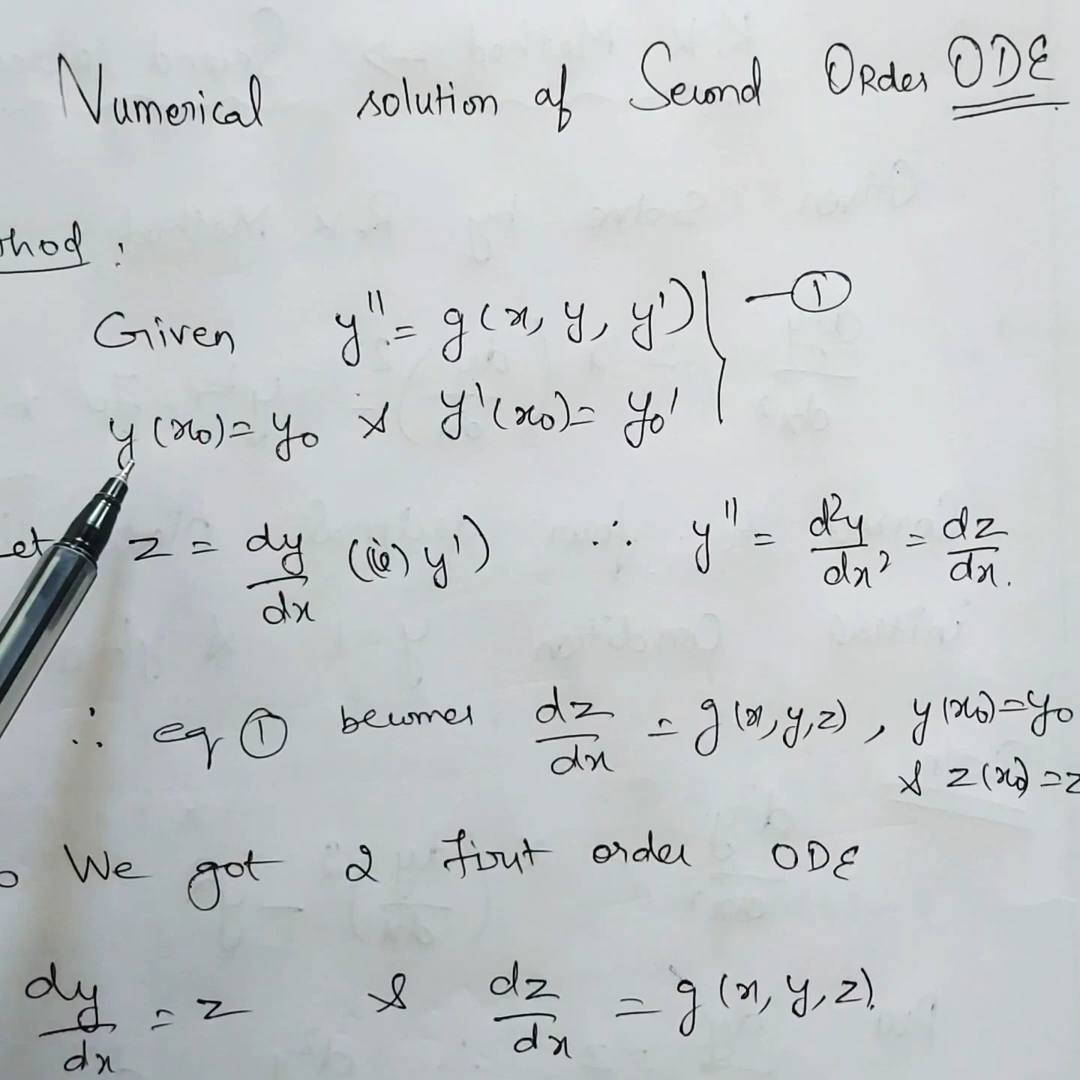 Numerical solution of Second Order ODE
thod :
Given y'' = g(x, y, y') } — ①
y(x₀) = y₀ & y'(x₀) = y₀'
Let z = dy/dx ((ie) y') ∴ y'' = d²y/dx² = dz/dx.
∴ eq ① becomes dz/dx = g(x, y, z), y(x₀) = y₀
& z(x₀) = z
o We got 2 first order ODE
dy/dx = z & dz/dx = g(x, y, z).